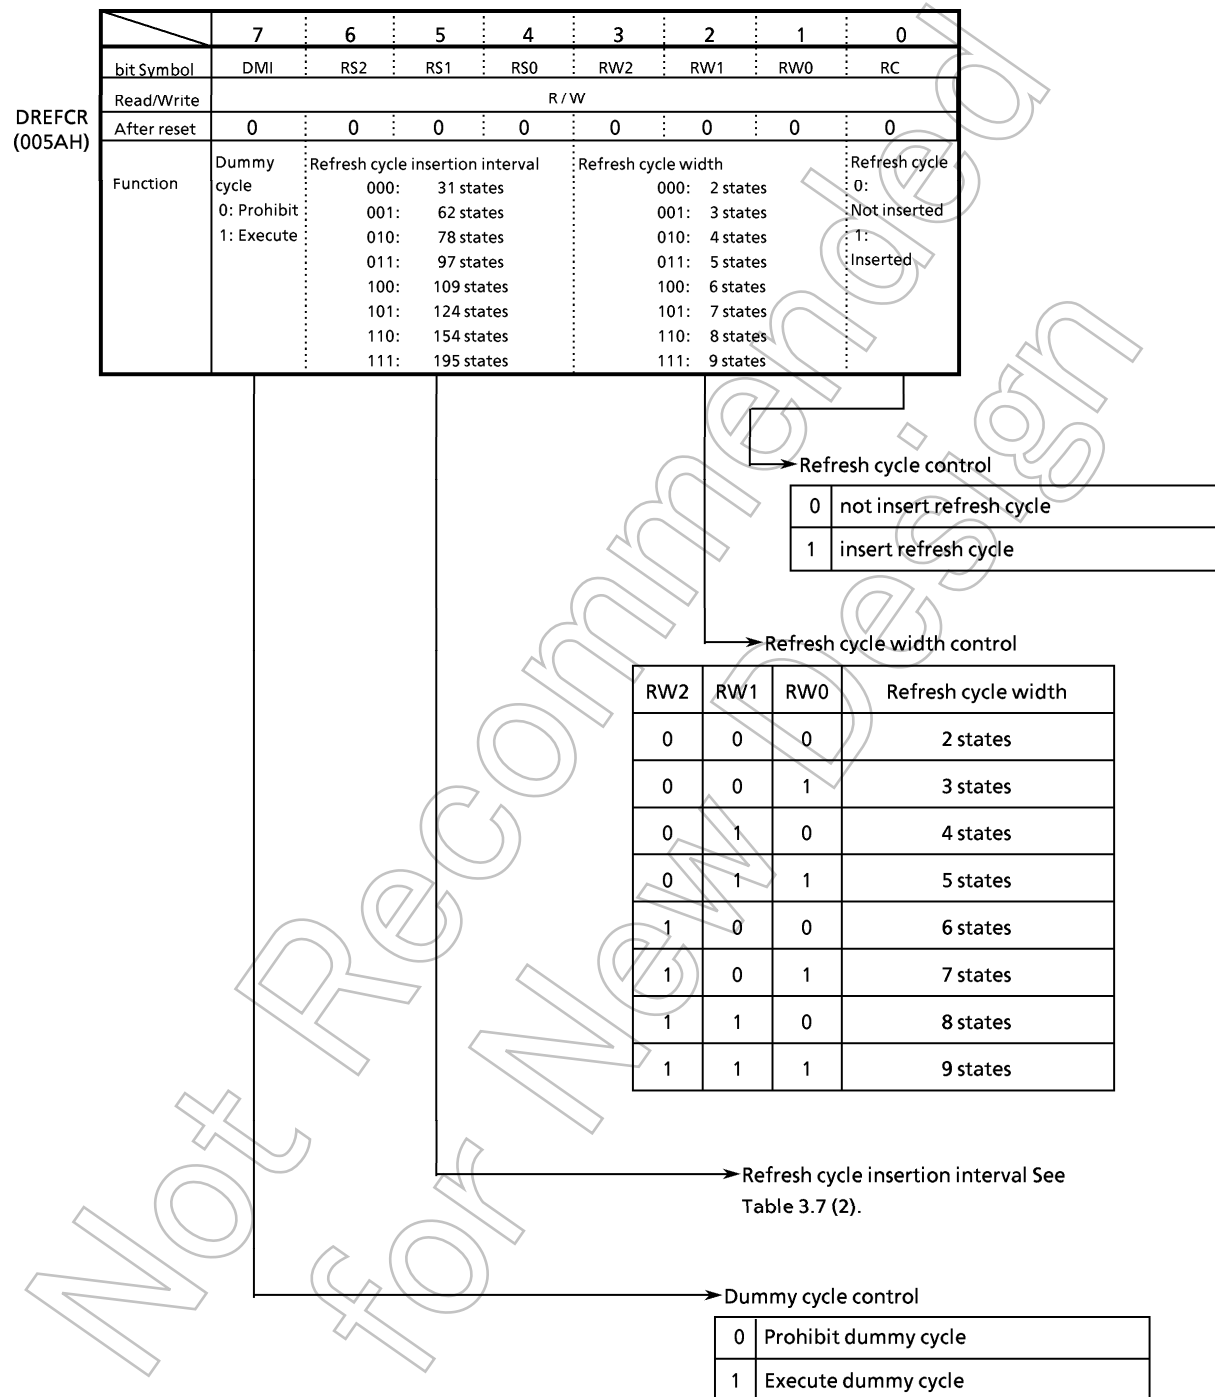 7 6 5 4 3 2 1 0
bit Symbol DMI RS2 RS1 RS0 RW2 RW1 RW0 RC
Read/Write R / W
DREFCR
(005AH)
After reset 0 0 0 0 0 0 0 0
Function
Dummy
cycle
0: Prohibit
1: Execute
Refresh cycle insertion interval
000: 31 states
001: 62 states
010: 78 states
011: 97 states
100: 109 states
101: 124 states
110: 154 states
111: 195 states
Refresh cycle width
000: 2 states
001: 3 states
010: 4 states
011: 5 states
100: 6 states
101: 7 states
110: 8 states
111: 9 states
Refresh cycle
0:
Not inserted
1:
Inserted
Refresh cycle control
0 not insert refresh cycle
1 insert refresh cycle
Refresh cycle width control
RW2 RW1 RW0 Refresh cycle width
0 0 0 2 states
0 0 1 3 states
0 1 0 4 states
0 1 1 5 states
1 0 0 6 states
1 0 1 7 states
1 1 0 8 states
1 1 1 9 states
Refresh cycle insertion interval See
Table 3.7 (2).
Dummy cycle control
0 Prohibit dummy cycle
1 Execute dummy cycle
Not Recommended
for New Design